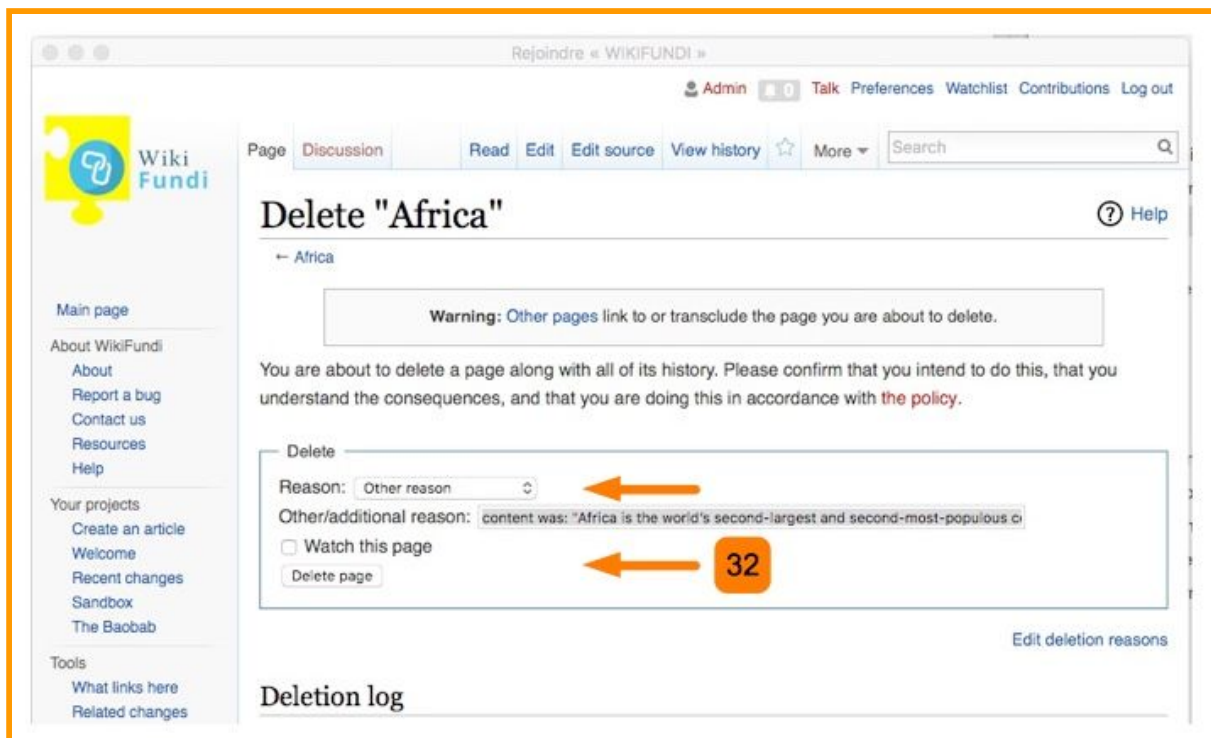 Rejoindre « WIKIFUNDI »
Admin 0 Talk Preferences Watchlist Contributions Log out
Wiki
Fundi
Page Discussion Read Edit Edit source View history More Search
Delete "Africa"
? Help
← Africa
Warning: Other pages link to or transclude the page you are about to delete.
You are about to delete a page along with all of its history. Please confirm that you intend to do this, that you
understand the consequences, and that you are doing this in accordance with the policy.
Delete
Reason: Other reason
Other/additional reason: content was: "Africa is the world's second-largest and second-most-populous
Watch this page
32
Delete page
Edit deletion reasons
Deletion log
Main page
About WikiFundi
About
Report a bug
Contact us
Resources
Help
Your projects
Create an article
Welcome
Recent changes
Sandbox
The Baobab
Tools
What links here
Related changes